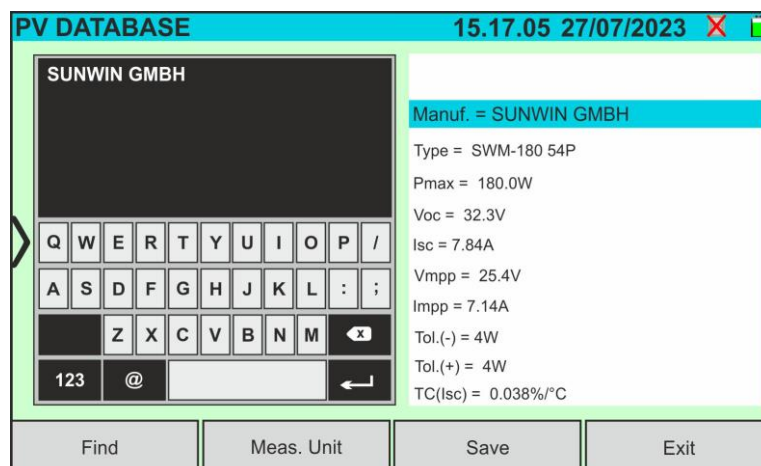 PV DATABASE 15.17.05 27/07/2023
SUNWIN GMBH
Q W E R T Y U I O P /
A S D F G H J K L : ;
Z X C V B N M x
123 @
Manuf. = SUNWIN GMBH
Type = SWM-180 54P
Pmax = 180.0W
Voc = 32.3V
Isc = 7.84A
Vmpp = 25.4V
Impp = 7.14A
Tol.(-) = 4W
Tol.(+) = 4W
TC(Isc) = 0.038%/°C
Find Meas. Unit Save Exit